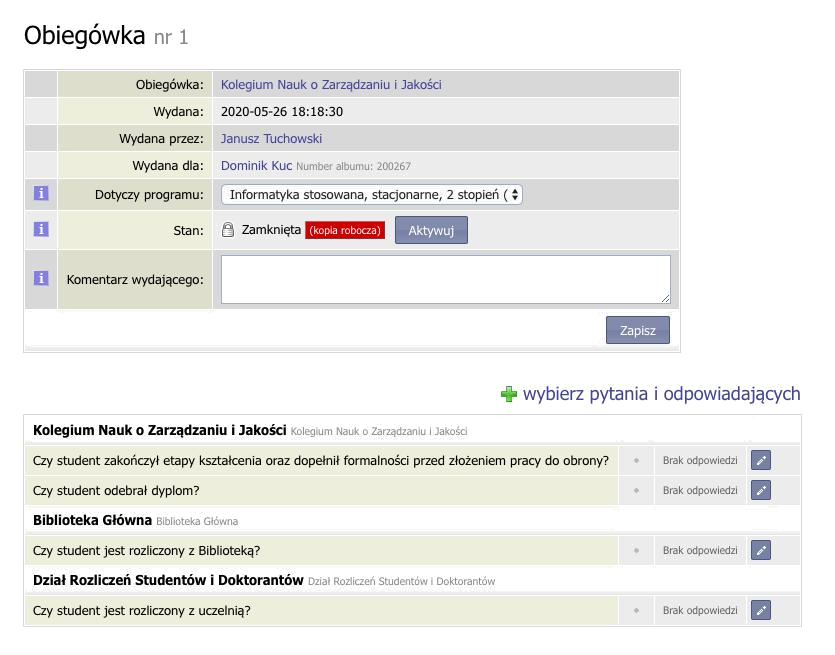 Obiegówka nr 1
Obiegówka: Kolegium Nauk o Zarządzaniu i Jakości
Wydana: 2020-05-26 18:18:30
Wydana przez: Janusz Tuchowski
Wydana dla: Dominik Kuc Number albumu: 200267
i Dotyczy programu: Informatyka stosowana, stacjonarne, 2 stopień (
i Stan: Zamknięta (kopia robocza) Aktywuj
i Komentarz wydającego:
Zapisz
wybierz pytania i odpowiadających
Kolegium Nauk o Zarządzaniu i Jakości Kolegium Nauk o Zarządzaniu i Jakości
Czy student zakończył etapy kształcenia oraz dopełnił formalności przed złożeniem pracy do obrony? Brak odpowiedzi
Czy student odebrał dyplom? Brak odpowiedzi
Biblioteka Główna Biblioteka Główna
Czy student jest rozliczony z Biblioteką? Brak odpowiedzi
Dział Rozliczeń Studentów i Doktorantów Dział Rozliczeń Studentów i Doktorantów
Czy student jest rozliczony z uczelnią? Brak odpowiedzi